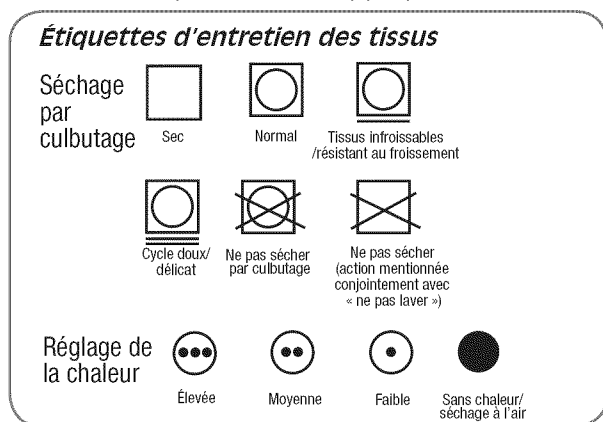 Étiquettes d'entretien des tissus
Séchage
par
culbutage
Sec
Normal
Tissus infroissables
/résistant au froissement
Cycle doux/
délicat
Ne pas sécher
par culbutage
Ne pas sécher
(action mentionnée
conjointement avec
« ne pas laver »)
Réglage de
la chaleur
Élevée
Moyenne
Faible
Sans chaleur/
séchage à l'air